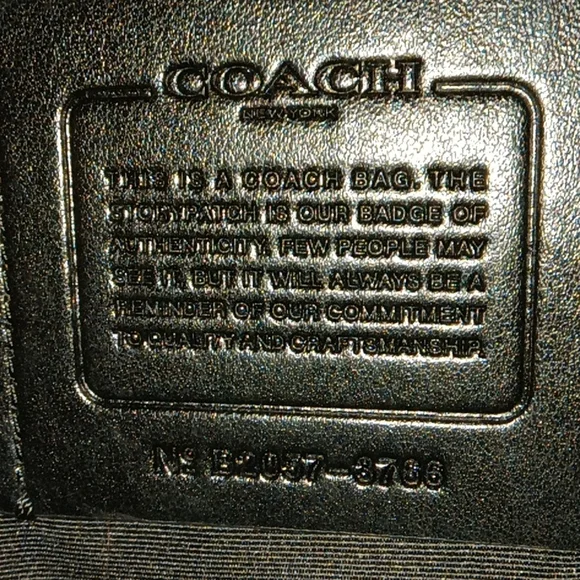 COACH
NEW YORK
THIS IS A COACH BAG. THE
STORYPATCH IS OUR BADGE OF
AUTHENTICITY. FEW PEOPLE MAY
SEE IT, BUT IT WILL ALWAYS BE A
REMINDER OF OUR COMMITMENT
TO QUALITY AND CRAFTSMANSHIP.
Nº B2057-3766